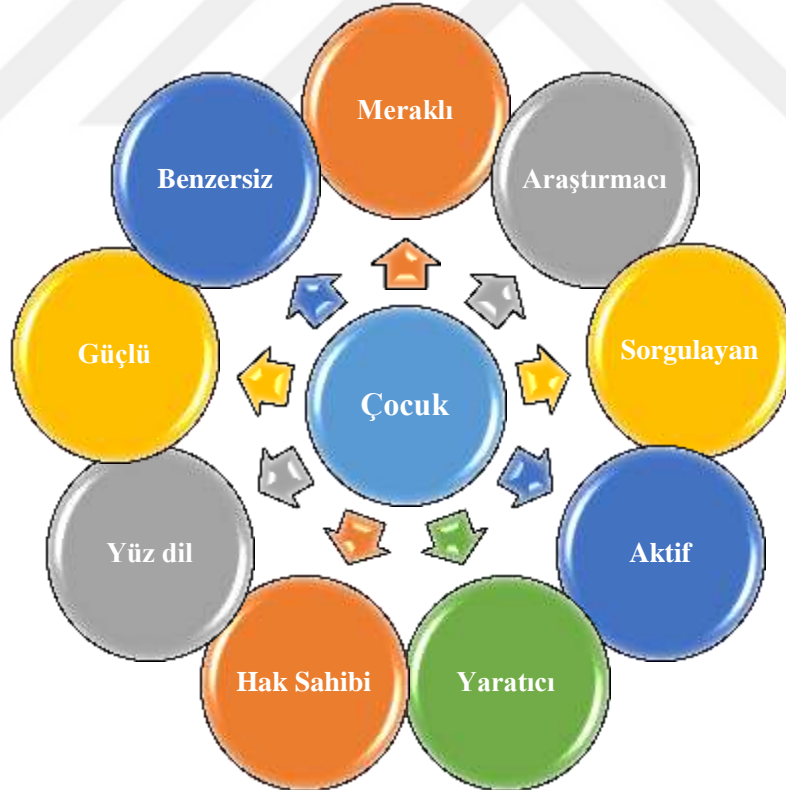 Meraklı
Araştırmacı
Sorgulayan
Aktif
Yaratıcı
Hak Sahibi
Yüz dil
Güçlü
Benzersiz
Çocuk